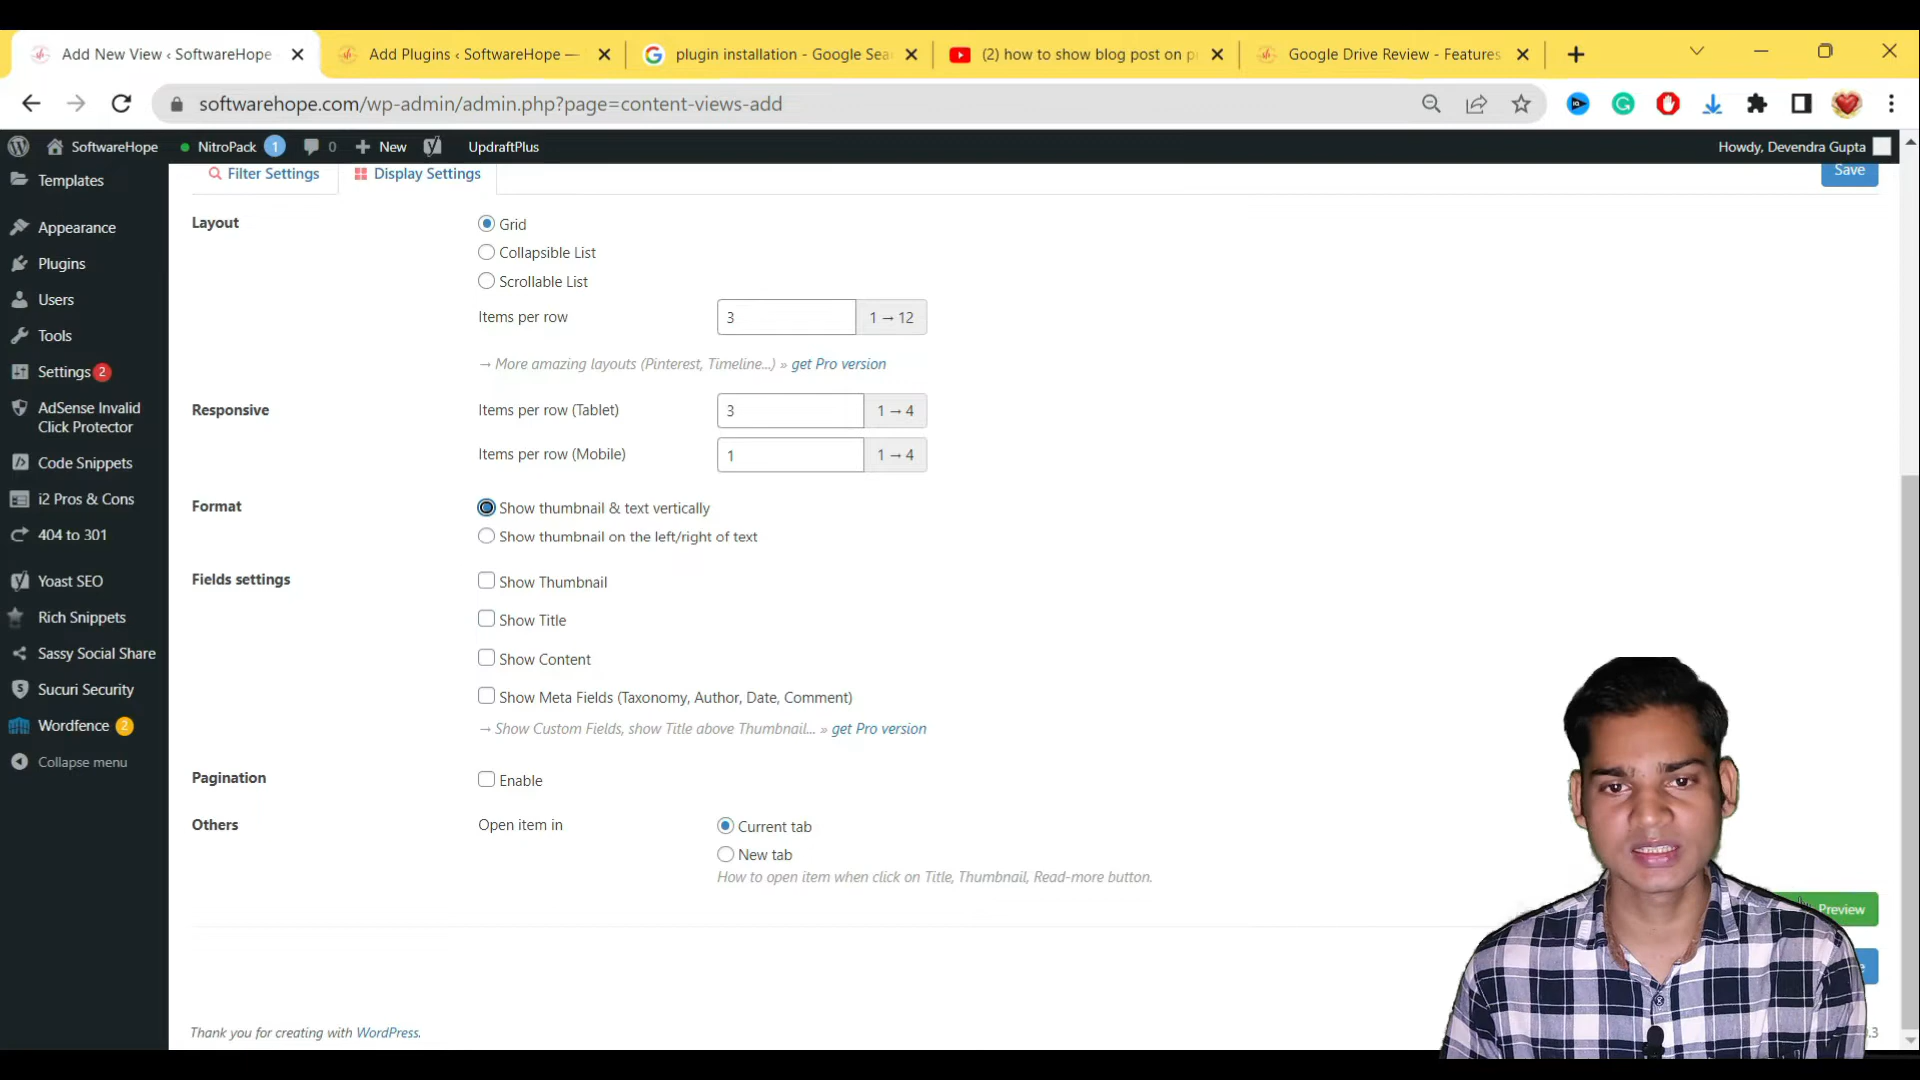 Add New View ‹ SoftwareHope
Add Plugins ‹ SoftwareHope —
plugin installation - Google Sea
(2) how to show blog post on p
Google Drive Review - Features
softwarehope.com/wp-admin/admin.php?page=content-views-add
SoftwareHope
NitroPack 1
0
New
UpdraftPlus
Howdy, Devendra Gupta
Templates
Appearance
Plugins
Users
Tools
Settings 2
AdSense Invalid
Click Protector
Code Snippets
i2 Pros & Cons
404 to 301
Yoast SEO
Rich Snippets
Sassy Social Share
Sucuri Security
Wordfence 2
Collapse menu
Filter Settings
Display Settings
Save
Layout
Grid
Collapsible List
Scrollable List
Items per row 3 1 → 12
→ More amazing layouts (Pinterest, Timeline...) » get Pro version
Responsive
Items per row (Tablet) 3 1 → 4
Items per row (Mobile) 1 1 → 4
Format
Show thumbnail & text vertically
Show thumbnail on the left/right of text
Fields settings
Show Thumbnail
Show Title
Show Content
Show Meta Fields (Taxonomy, Author, Date, Comment)
→ Show Custom Fields, show Title above Thumbnail... » get Pro version
Pagination
Enable
Others
Open item in
Current tab
New tab
How to open item when click on Title, Thumbnail, Read-more button.
Preview
Thank you for creating with WordPress.